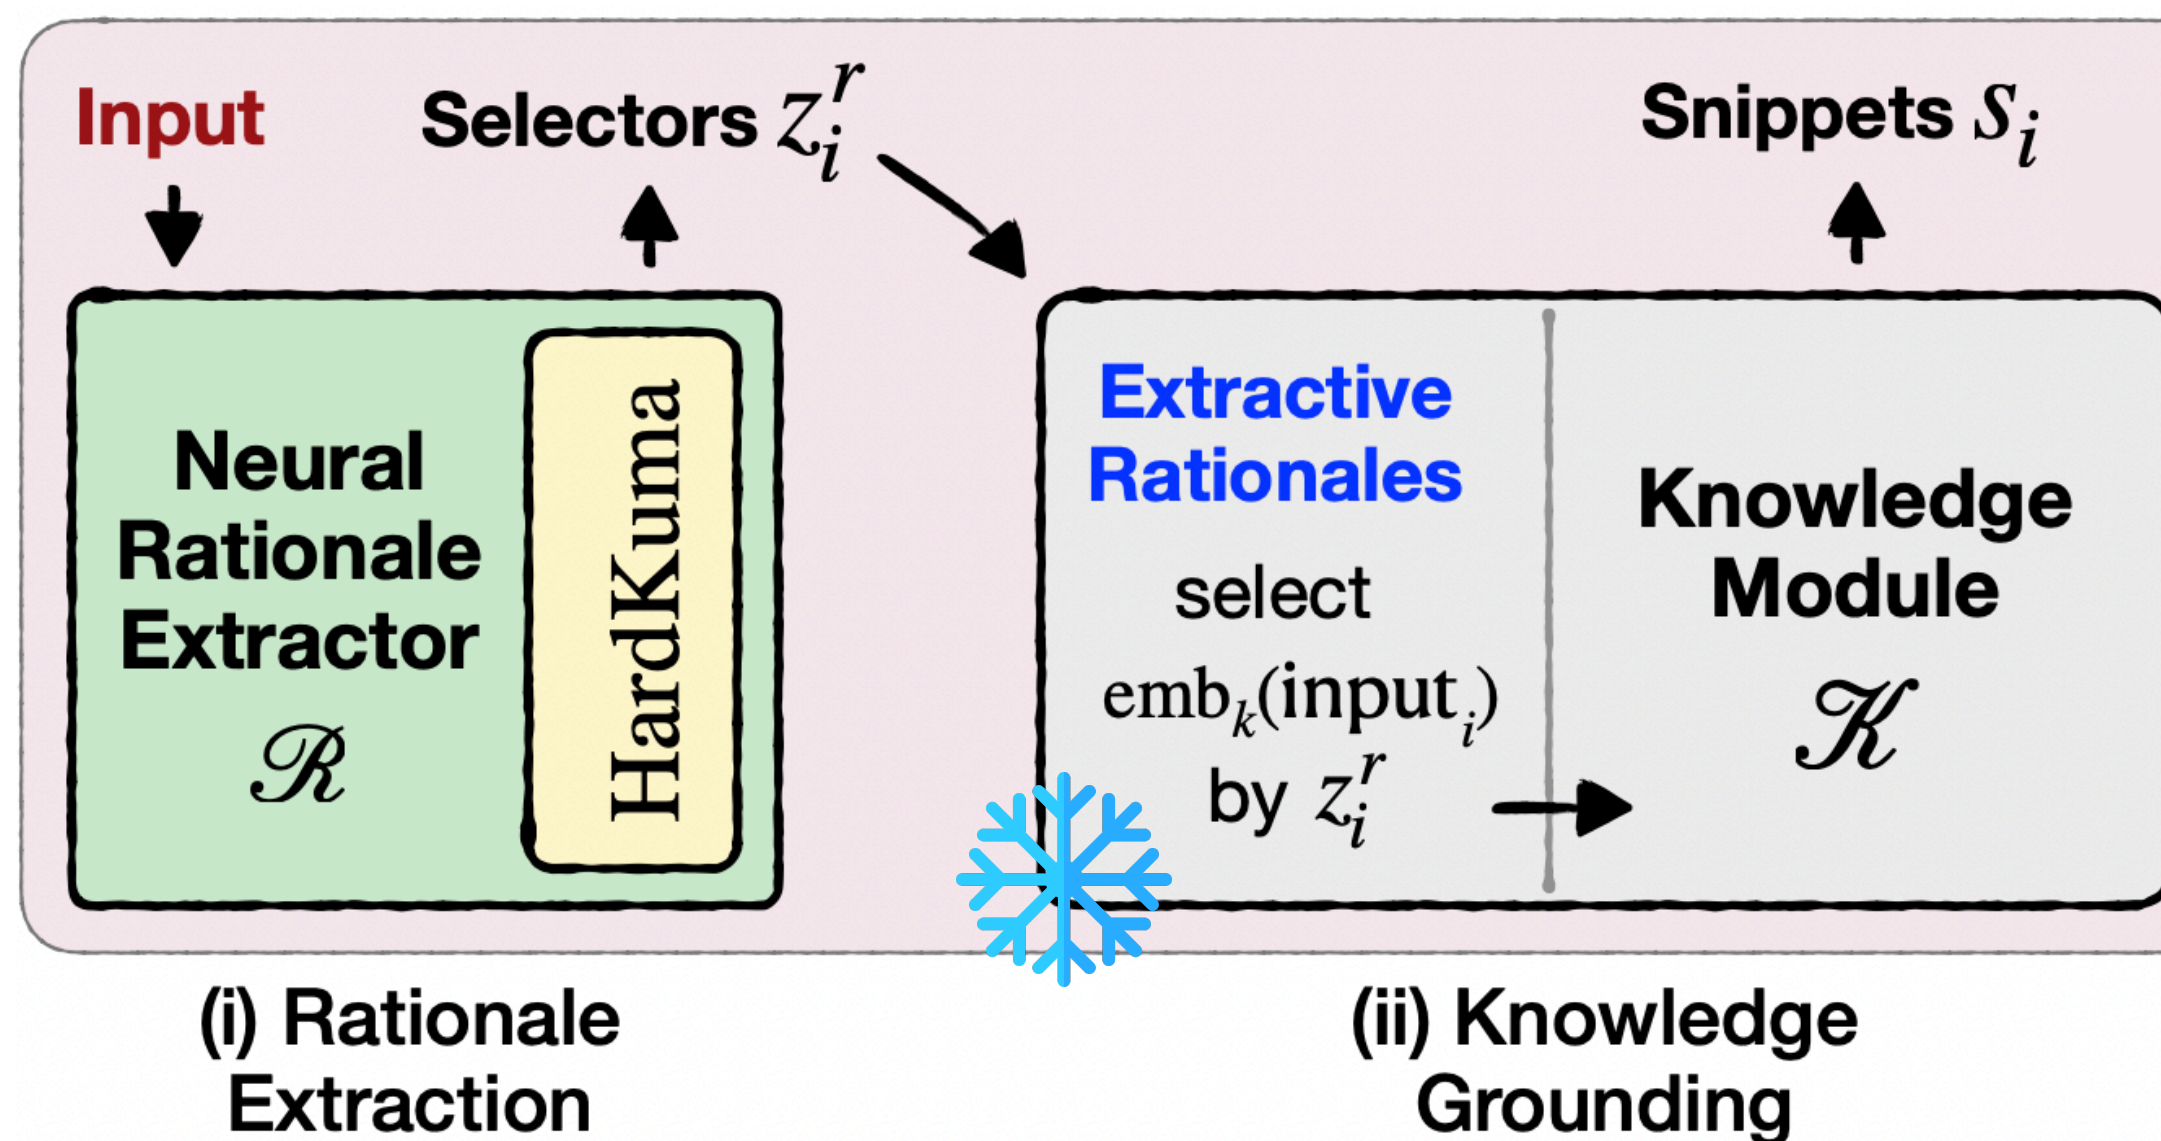 Input
Selectors z_i^r
Snippets s_i
Neural
Rationale
Extractor
ℛ
HardKuma
Extractive
Rationales
select
emb_k(input_i)
by z_i^r
Knowledge
Module
𝒦
(i) Rationale
Extraction
(ii) Knowledge
Grounding